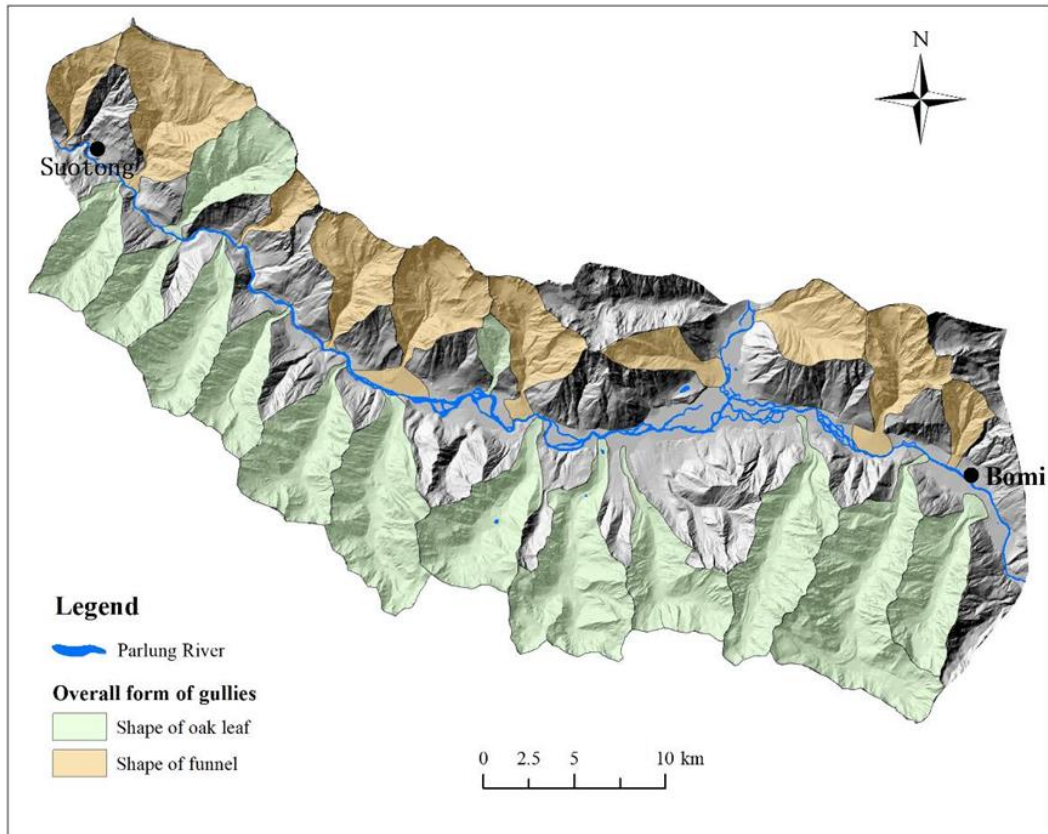 N
Suotong
Bomi
Legend
Parlung River
Overall form of gullies
Shape of oak leaf
Shape of funnel
0 2.5 5 10 km